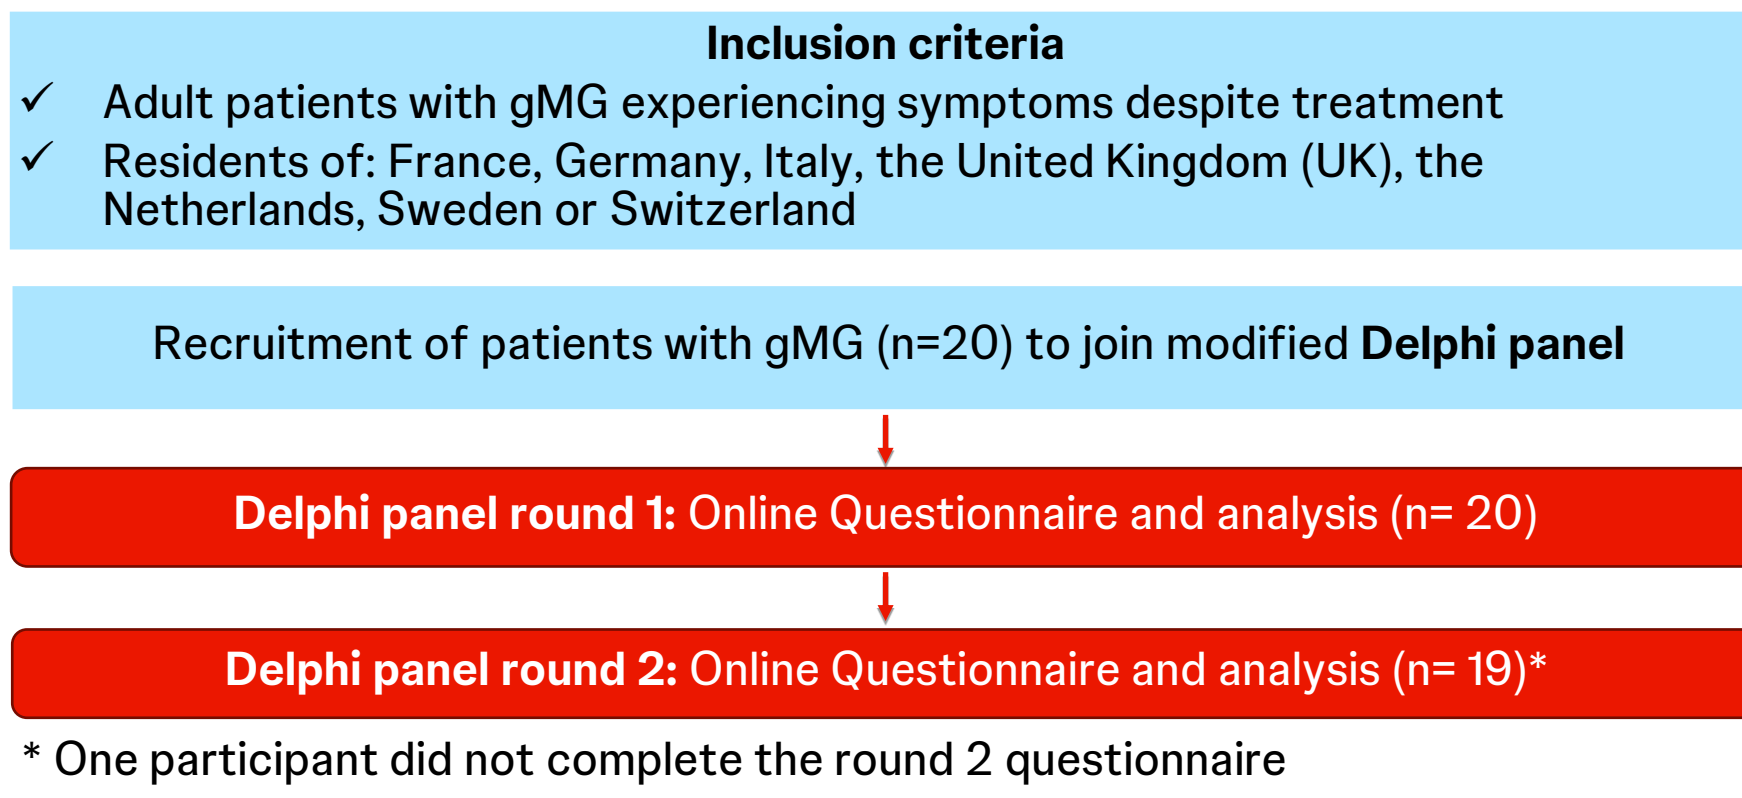 Inclusion criteria
✓ Adult patients with gMG experiencing symptoms despite treatment
✓ Residents of: France, Germany, Italy, the United Kingdom (UK), the
Netherlands, Sweden or Switzerland
Recruitment of patients with gMG (n=20) to join modified Delphi panel
Delphi panel round 1: Online Questionnaire and analysis (n= 20)
Delphi panel round 2: Online Questionnaire and analysis (n= 19)*
* One participant did not complete the round 2 questionnaire